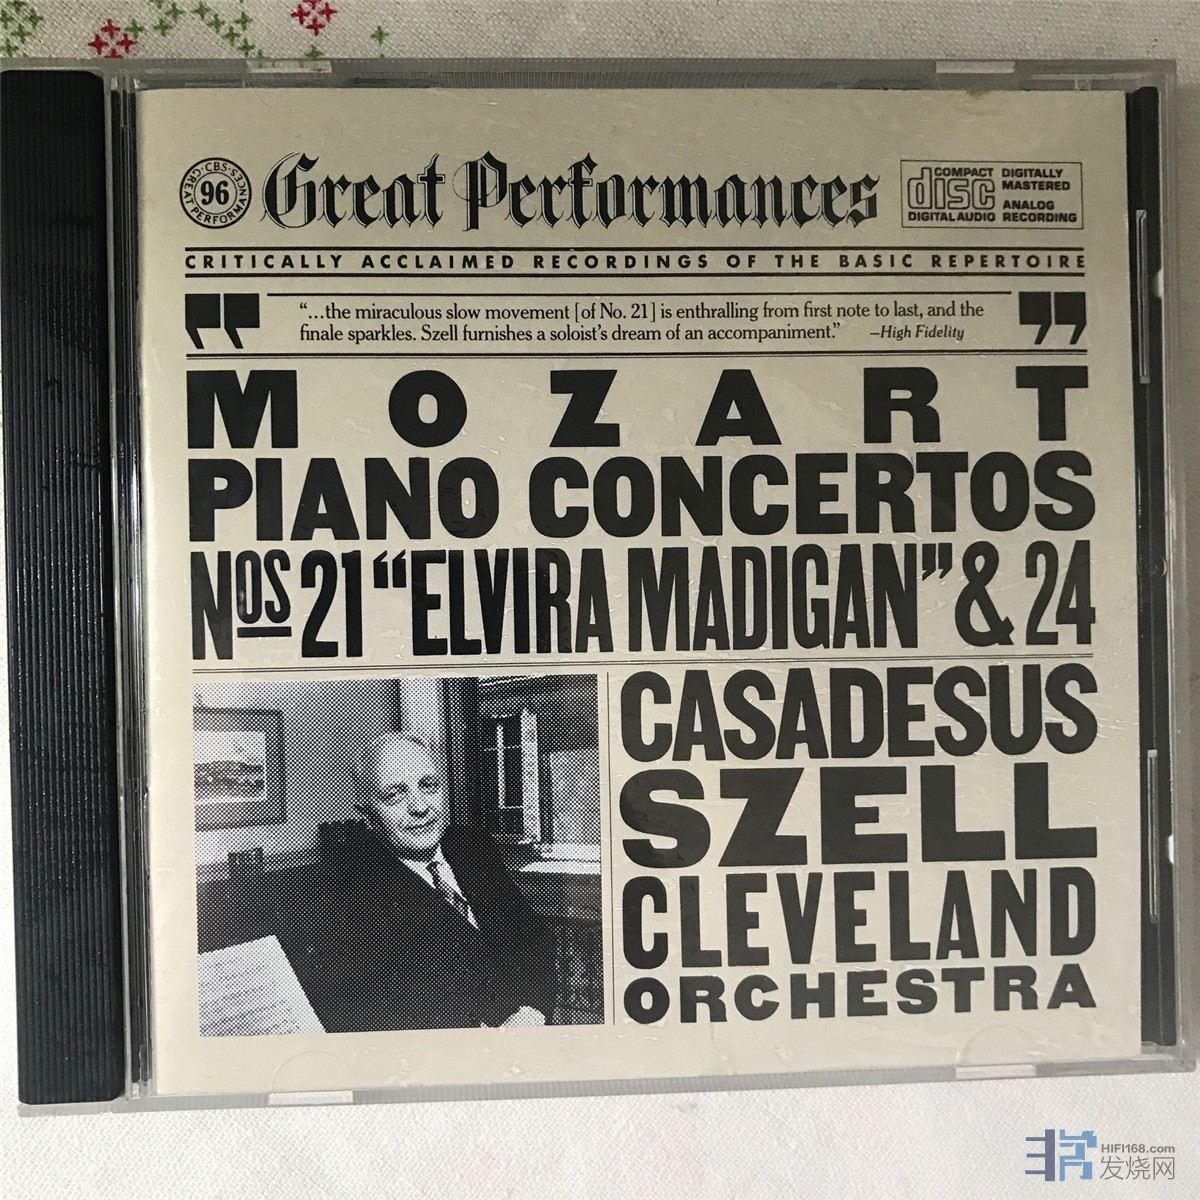 CBS
GREAT PERFORMANCES
96
Great Performances
COMPACT
disc
DIGITAL AUDIO
DIGITALLY
MASTERED
ANALOG
RECORDING
CRITICALLY ACCLAIMED RECORDINGS OF THE BASIC REPERTOIRE
“...the miraculous slow movement [of No. 21] is enthralling from first note to last, and the
finale sparkles. Szell furnishes a soloist’s dream of an accompaniment.” —High Fidelity
MOZART
PIANO CONCERTOS
NOS 21 “ELVIRA MADIGAN” & 24
CASADESUS
SZELL
CLEVELAND
ORCHESTRA
HIFI168.com
发烧网